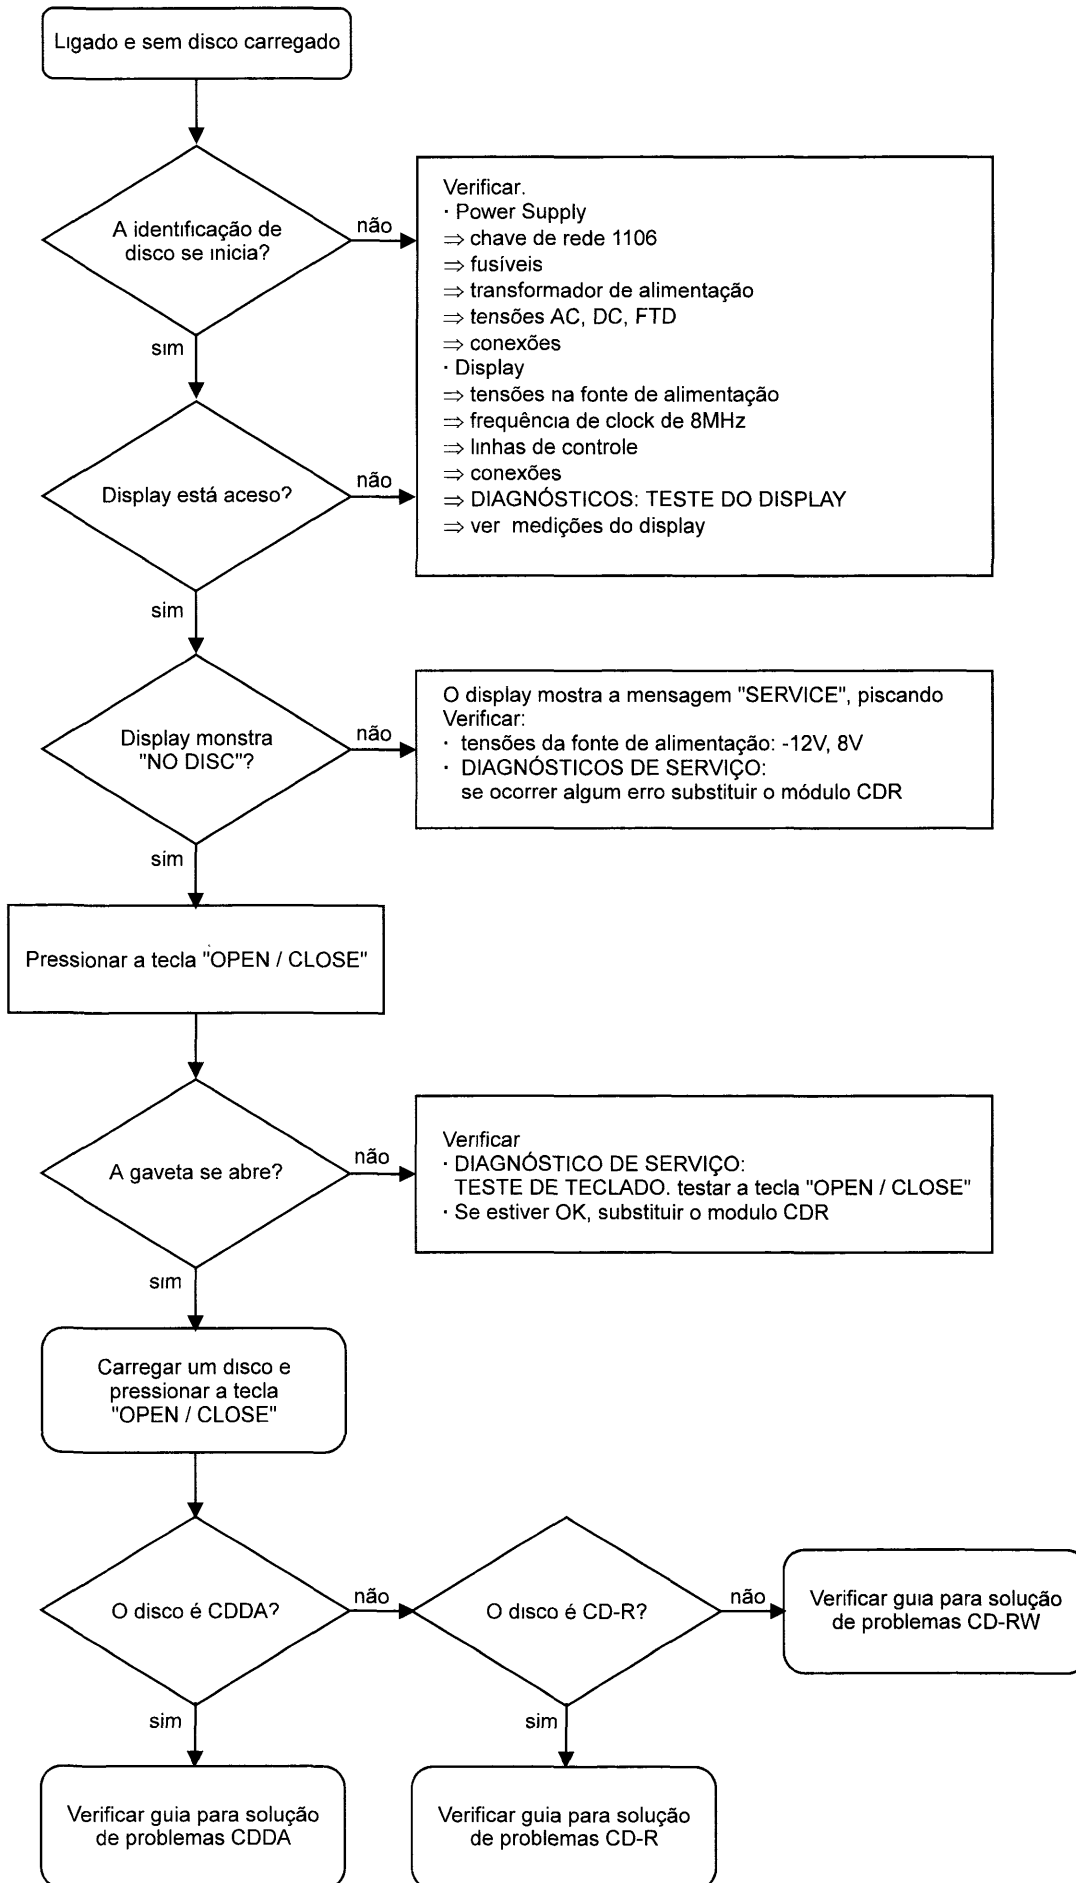 Ligado e sem disco carregado
A identificação de
disco se inicia?
não
sim
Verificar.
· Power Supply
⇒ chave de rede 1106
⇒ fusíveis
⇒ transformador de alimentação
⇒ tensões AC, DC, FTD
⇒ conexões
· Display
⇒ tensões na fonte de alimentação
⇒ frequência de clock de 8MHz
⇒ linhas de controle
⇒ conexões
⇒ DIAGNÓSTICOS: TESTE DO DISPLAY
⇒ ver medições do display
Display está aceso?
não
sim
Display monstra
"NO DISC"?
não
sim
O display mostra a mensagem "SERVICE", piscando
Verificar:
· tensões da fonte de alimentação: -12V, 8V
· DIAGNÓSTICOS DE SERVIÇO:
se ocorrer algum erro substituir o módulo CDR
Pressionar a tecla "OPEN / CLOSE"
A gaveta se abre?
não
sim
Verificar
· DIAGNÓSTICO DE SERVIÇO:
TESTE DE TECLADO. testar a tecla "OPEN / CLOSE"
· Se estiver OK, substituir o modulo CDR
Carregar um disco e
pressionar a tecla
"OPEN / CLOSE"
O disco é CDDA?
não
sim
O disco é CD-R?
não
sim
Verificar guia para solução
de problemas CD-RW
Verificar guia para solução
de problemas CDDA
Verificar guia para solução
de problemas CD-R